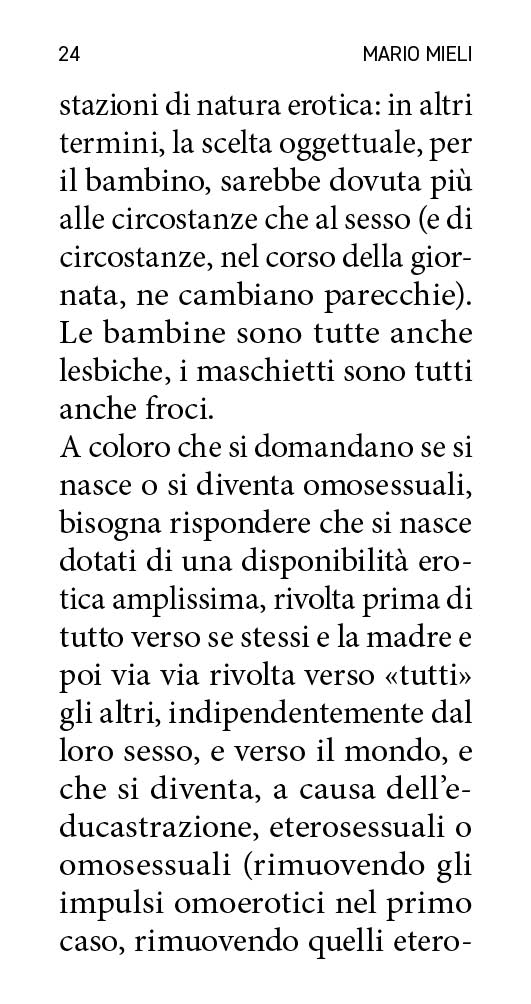 24 MARIO MIELI
stazioni di natura erotica: in altri
termini, la scelta oggettuale, per
il bambino, sarebbe dovuta più
alle circostanze che al sesso (e di
circostanze, nel corso della gior-
nata, ne cambiano parecchie).
Le bambine sono tutte anche
lesbiche, i maschietti sono tutti
anche froci.
A coloro che si domandano se si
nasce o si diventa omosessuali,
bisogna rispondere che si nasce
dotati di una disponibilità ero-
tica amplissima, rivolta prima di
tutto verso se stessi e la madre e
poi via via rivolta verso «tutti»
gli altri, indipendentemente dal
loro sesso, e verso il mondo, e
che si diventa, a causa dell’e-
ducastrazione, eterosessuali o
omosessuali (rimuovendo gli
impulsi omoerotici nel primo
caso, rimuovendo quelli etero-